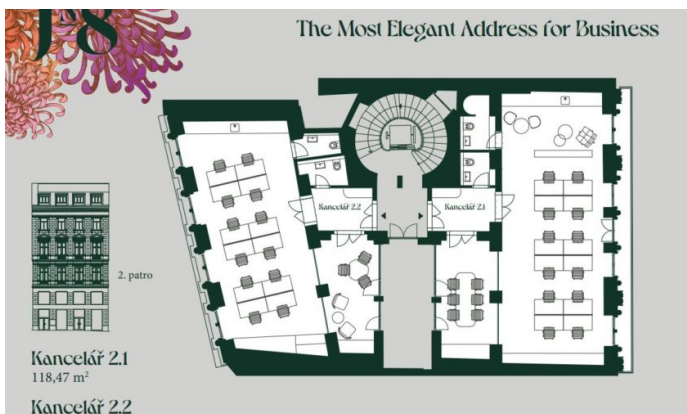 The Most Elegant Address for Business
Kancelář 2.2
Kancelář 2.1
2. patro
Kancelář 2.1
118,47 m²
Kancelář 2.2